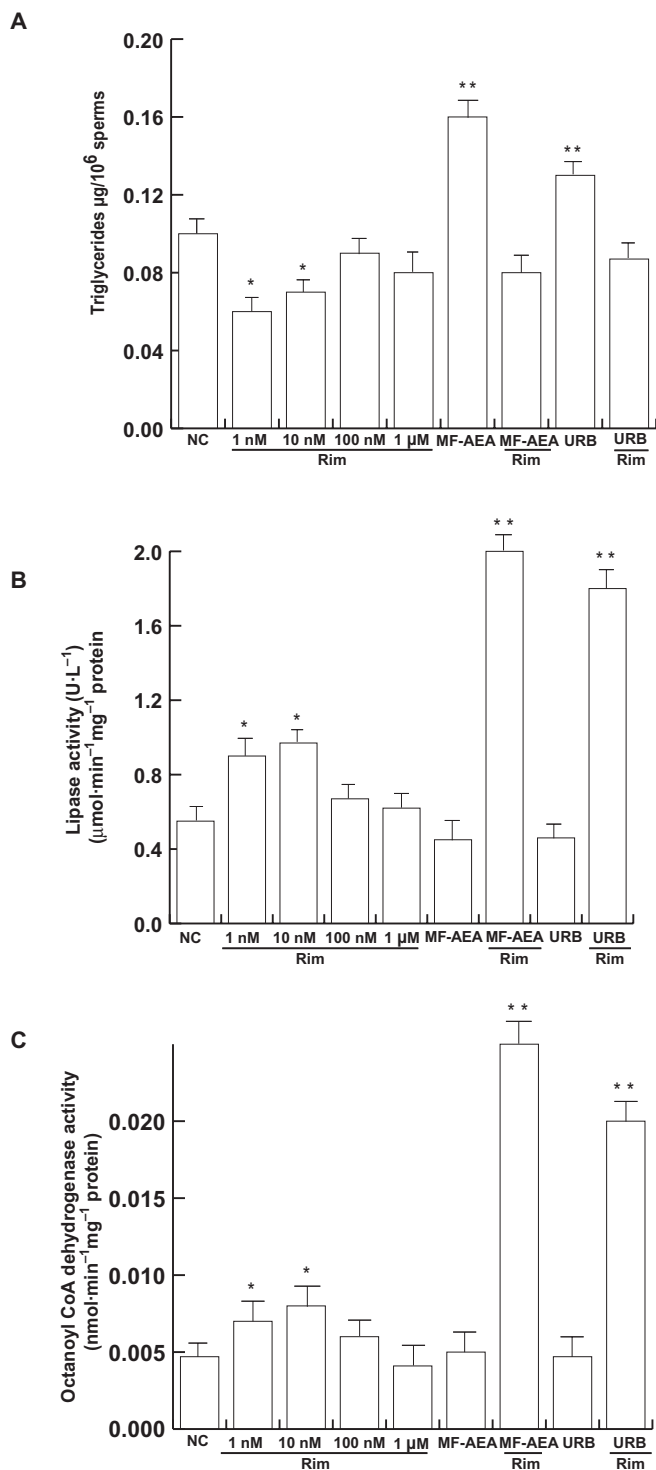 A
Triglycerides µg/10⁶ sperms
0.20
0.16
0.12
0.08
0.04
0.00
* * ** **
NC 1 nM 10 nM 100 nM 1 µM MF-AEA MF-AEA URB URB
Rim Rim Rim
B
Lipase activity (U·L⁻¹)
(µmol·min⁻¹mg⁻¹ protein)
2.0
1.6
1.2
0.8
0.4
0.0
* * ** **
NC 1 nM 10 nM 100 nM 1 µM MF-AEA MF-AEA URB URB
Rim Rim Rim
C
Octanoyl CoA dehydrogenase activity
(nmol·min⁻¹mg⁻¹ protein)
0.020
0.015
0.010
0.005
0.000
* * ** **
NC 1 nM 10 nM 100 nM 1 µM MF-AEA MF-AEA URB URB
Rim Rim Rim